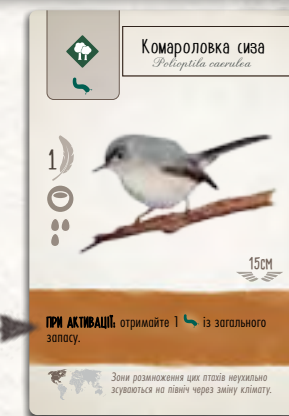 Комароловка сиза
Polioptila caerulea
1
15см
ПРИ АКТИВАЦІЇ: отримайте 1 із загального
запасу.
Зони розмноження цих птахів неухильно
зсуваються на північ через зміну клімату.